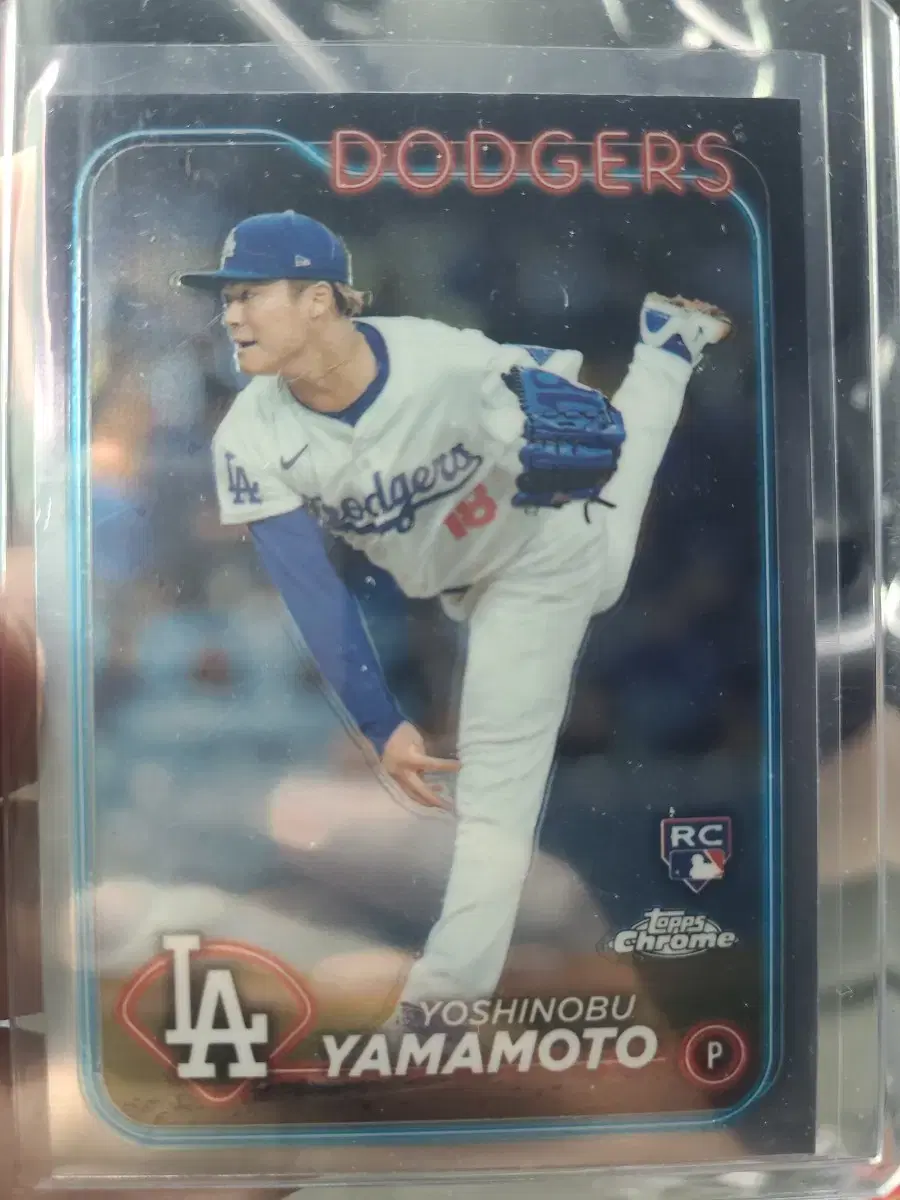 DODGERS
LA
Dodgers
18
RC
Topps
Chrome
LA
YOSHINOBU
YAMAMOTO
P